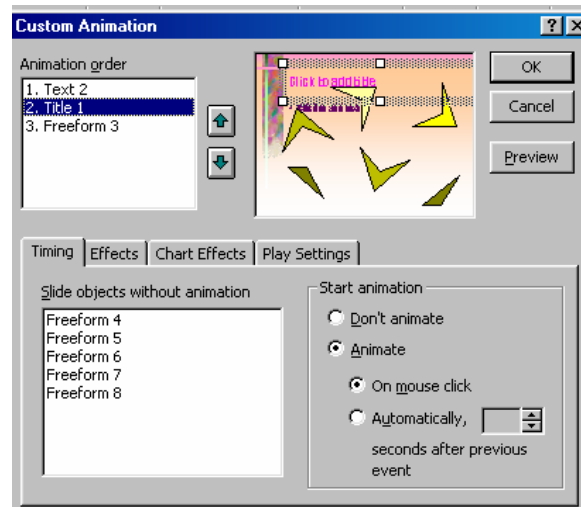 Custom Animation
Animation order
1. Text 2
2. Title 1
3. Freeform 3
Click to add title
OK
Cancel
Preview
Timing
Effects
Chart Effects
Play Settings
Slide objects without animation
Freeform 4
Freeform 5
Freeform 6
Freeform 7
Freeform 8
Start animation
Don't animate
Animate
On mouse click
Automatically,
seconds after previous
event